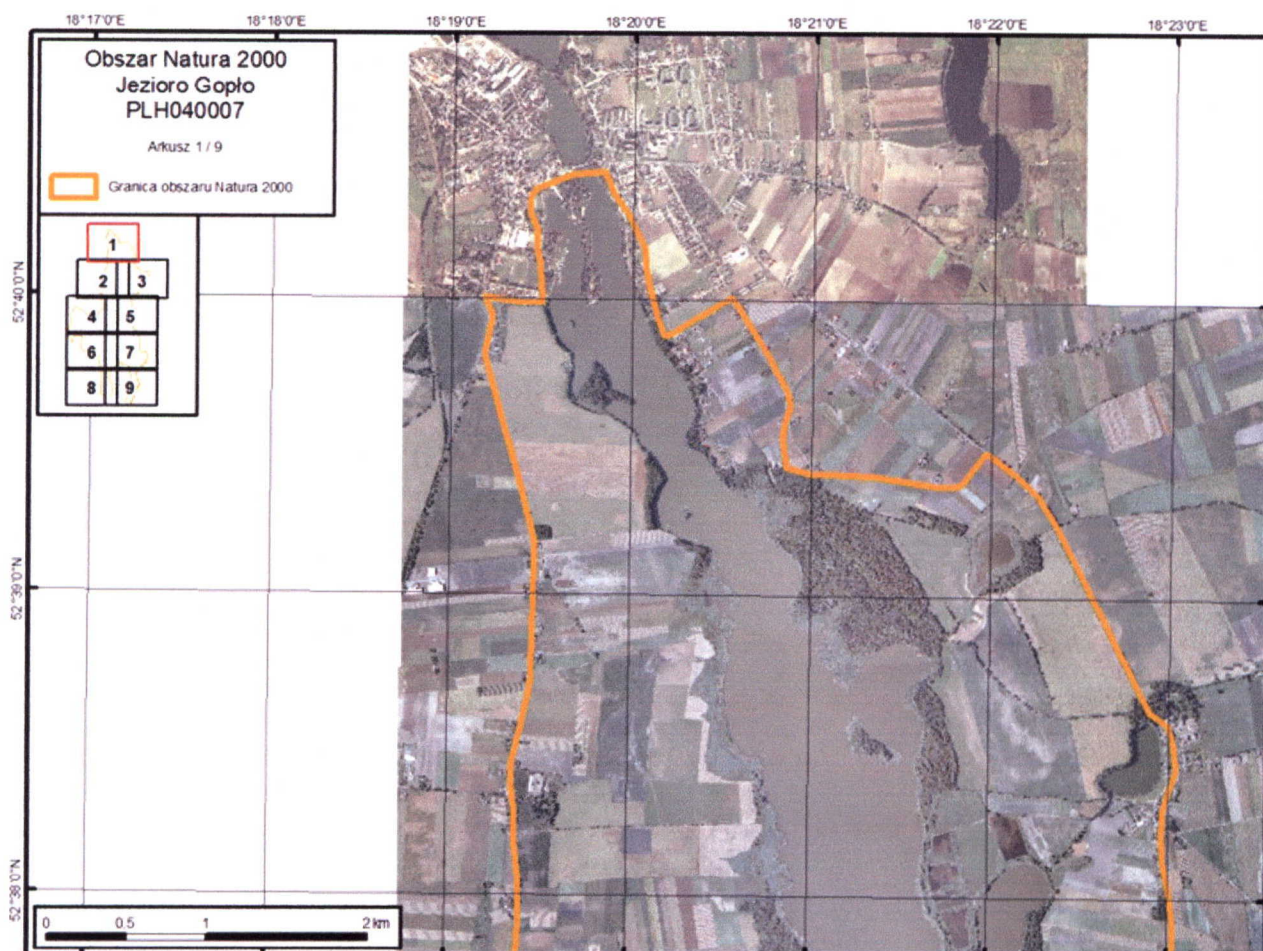 18°17'0"E 18°18'0"E 18°19'0"E 18°20'0"E 18°21'0"E 18°22'0"E 18°23'0"E
Obszar Natura 2000
Jezioro Gopło
PLH040007
Arkusz 1 / 9
Granica obszaru Natura 2000
1
2 3
4 5
6 7
8 9
52°40'0"N
52°39'0"N
52°38'0"N
0 0.5 1 2 km